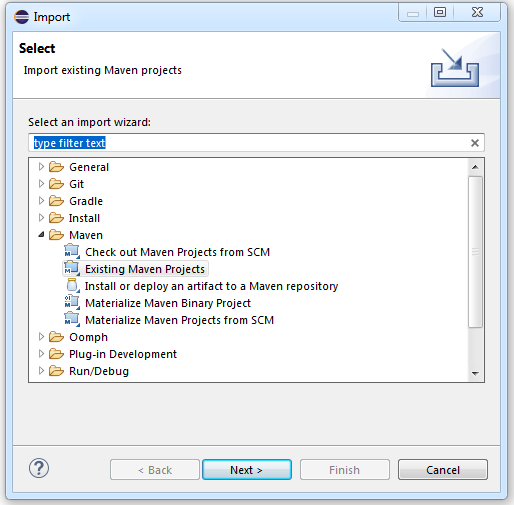 Import
Select
Import existing Maven projects
Select an import wizard:
type filter text
General
Git
Gradle
Install
Maven
Check out Maven Projects from SCM
Existing Maven Projects
Install or deploy an artifact to a Maven repository
Materialize Maven Binary Project
Materialize Maven Projects from SCM
Oomph
Plug-in Development
Run/Debug
? < Back Next > Finish Cancel